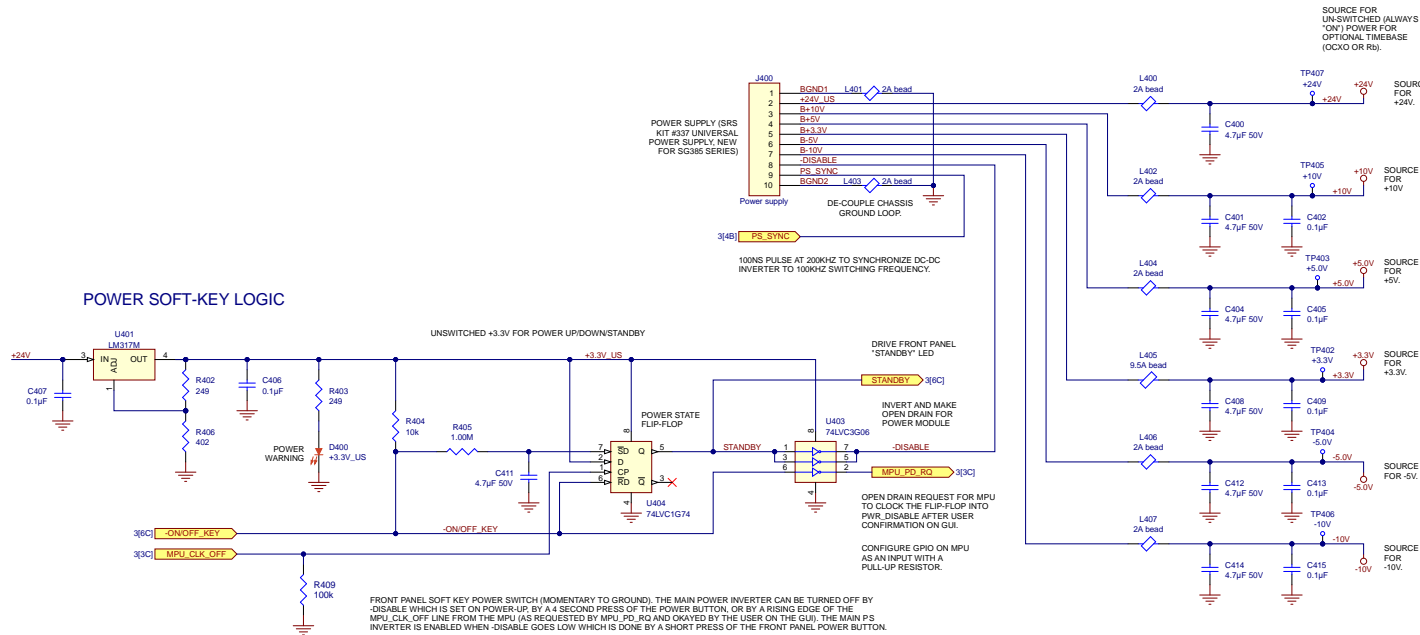 SOURCE FOR
UN-SWITCHED (ALWAYS
"ON") POWER FOR
OPTIONAL TIMEBASE
(OCXO OR Rb).
J400
POWER SUPPLY (SRS
KIT #337 UNIVERSAL
POWER SUPPLY, NEW
FOR SG385 SERIES)
1 BGND1
2 +24V_US
3 B+10V
4 B+5V
5 B+3.3V
6 B-5V
7 B-10V
8 -DISABLE
9 PS_SYNC
10 BGND2
Power supply
L401 2A bead
L403 2A bead
DE-COUPLE CHASSIS
GROUND LOOP.
3[4B] PS_SYNC
100NS PULSE AT 200KHZ TO SYNCHRONIZE DC-DC
INVERTER TO 100KHZ SWITCHING FREQUENCY.
L400
2A bead
C400
4.7µF 50V
TP407
+24V
+24V
+24V
SOURC
FOR
+24V.
L402
2A bead
C401
4.7µF 50V
C402
0.1µF
TP405
+10V
+10V
+10V
SOURCE
FOR
+10V
L404
2A bead
C404
4.7µF 50V
C405
0.1µF
TP403
+5.0V
+5.0V
+5.0V
SOURCE
FOR
+5V.
L405
9.5A bead
C408
4.7µF 50V
C409
0.1µF
TP402
+3.3V
+3.3V
+3.3V
SOURCE
FOR
+3.3V.
L406
2A bead
C412
4.7µF 50V
C413
0.1µF
TP404
-5.0V
-5.0V
-5.0V
SOURCE
FOR
-5V.
L407
2A bead
C414
4.7µF 50V
C415
0.1µF
TP406
-10V
-10V
-10V
SOURCE
FOR
-10V.
POWER SOFT-KEY LOGIC
+24V
C407
0.1µF
U401
LM317M
3 IN ADJ OUT 4
1
R402
249
R406
402
C406
0.1µF
R403
249
POWER
WARNING
D400
+3.3V_US
UNSWITCHED +3.3V FOR POWER UP/DOWN/STANDBY
+3.3V_US
R404
10k
R405
1.00M
C411
4.7µF 50V
POWER STATE
FLIP-FLOP
8
7 SD Q 5
2 D
1 CP
6 RD Q 3
4
U404
74LVC1G74
DRIVE FRONT PANEL
"STANDBY" LED
STANDBY 3[6C]
INVERT AND MAKE
OPEN DRAIN FOR
POWER MODULE
U403
74LVC3G06
STANDBY
8
1 7
3 5
6 2
4
-DISABLE
MPU_PD_RQ 3[3C]
OPEN DRAIN REQUEST FOR MPU
TO CLOCK THE FLIP-FLOP INTO
PWR_DISABLE AFTER USER
CONFIRMATION ON GUI.
CONFIGURE GPIO ON MPU
AS AN INPUT WITH A
PULL-UP RESISTOR.
3[6C] -ON/OFF_KEY
-ON/OFF_KEY
3[3C] MPU_CLK_OFF
R409
100k
FRONT PANEL SOFT KEY POWER SWITCH (MOMENTARY TO GROUND). THE MAIN POWER INVERTER CAN BE TURNED OFF BY
-DISABLE WHICH IS SET ON POWER-UP, BY A 4 SECOND PRESS OF THE POWER BUTTON, OR BY A RISING EDGE OF THE
MPU_CLK_OFF LINE FROM THE MPU (AS REQUESTED BY MPU_PD_RQ AND OKAYED BY THE USER ON THE GUI). THE MAIN PS
INVERTER IS ENABLED WHEN -DISABLE GOES LOW WHICH IS DONE BY A SHORT PRESS OF THE FRONT PANEL POWER BUTTON.